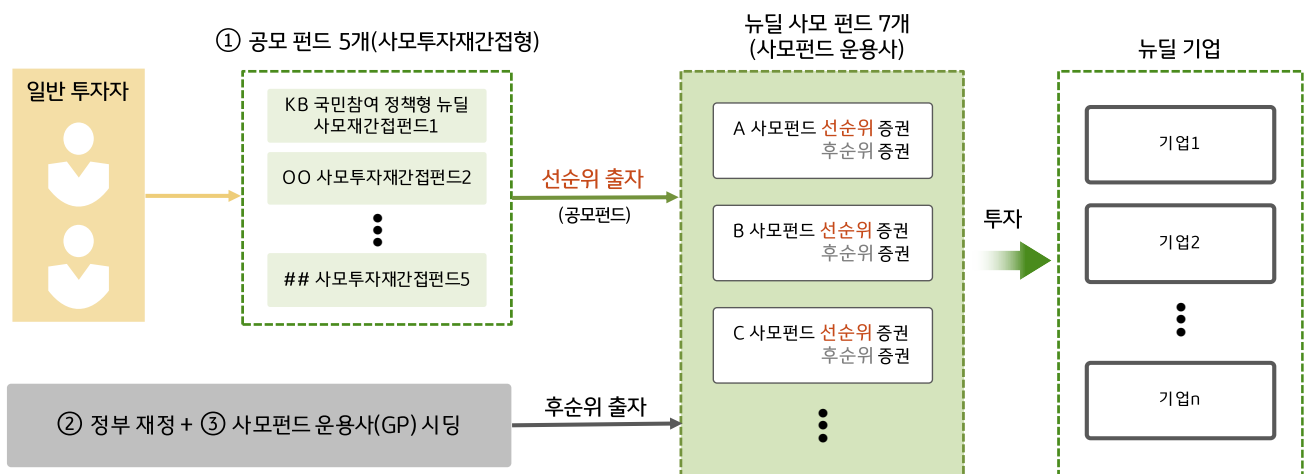 ① 공모 펀드 5개(사모투자재간접형)
뉴딜 사모 펀드 7개
(사모펀드 운용사)
뉴딜 기업
일반 투자자
KB 국민참여 정책형 뉴딜
사모재간접펀드1
OO 사모투자재간접펀드2
## 사모투자재간접펀드5
선순위 출자
(공모펀드)
A 사모펀드 선순위 증권
후순위 증권
B 사모펀드 선순위 증권
후순위 증권
C 사모펀드 선순위 증권
후순위 증권
투자
기업1
기업2
기업n
② 정부 재정 + ③ 사모펀드 운용사(GP) 시딩
후순위 출자